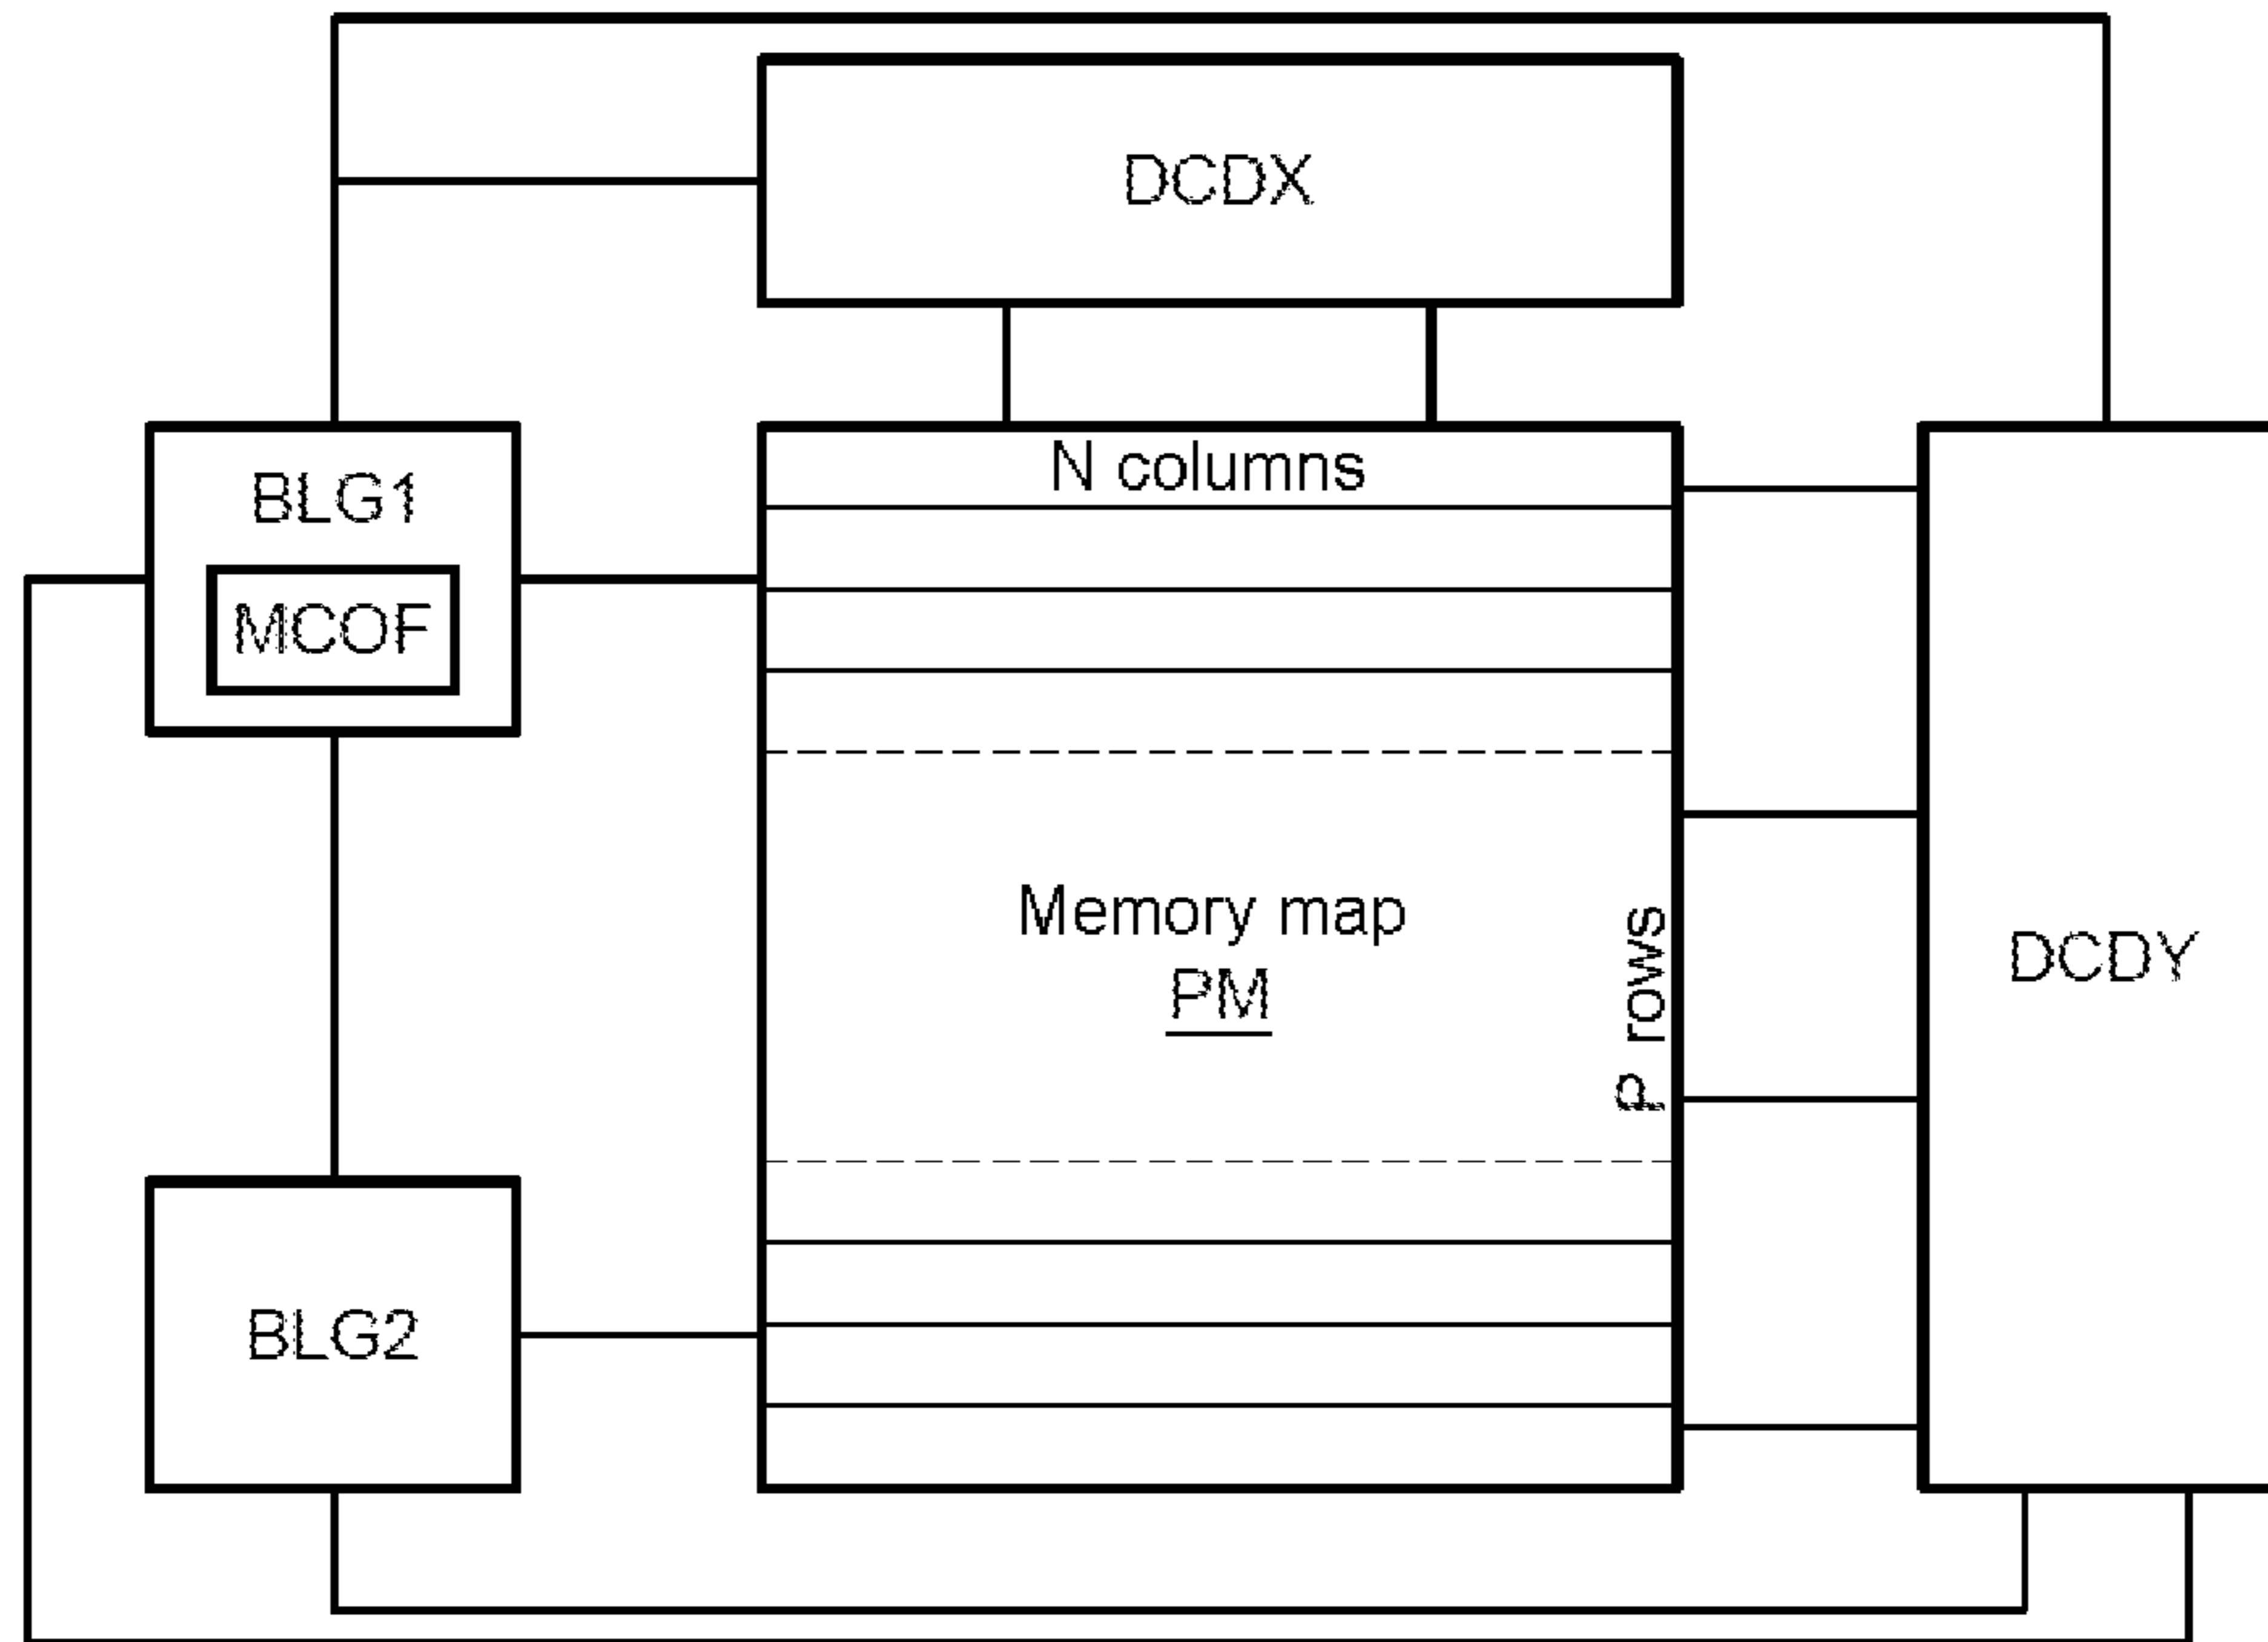 DCDX
N columns
BLG1
MCOF
Memory map
PM
P rows
DCDY
BLG2